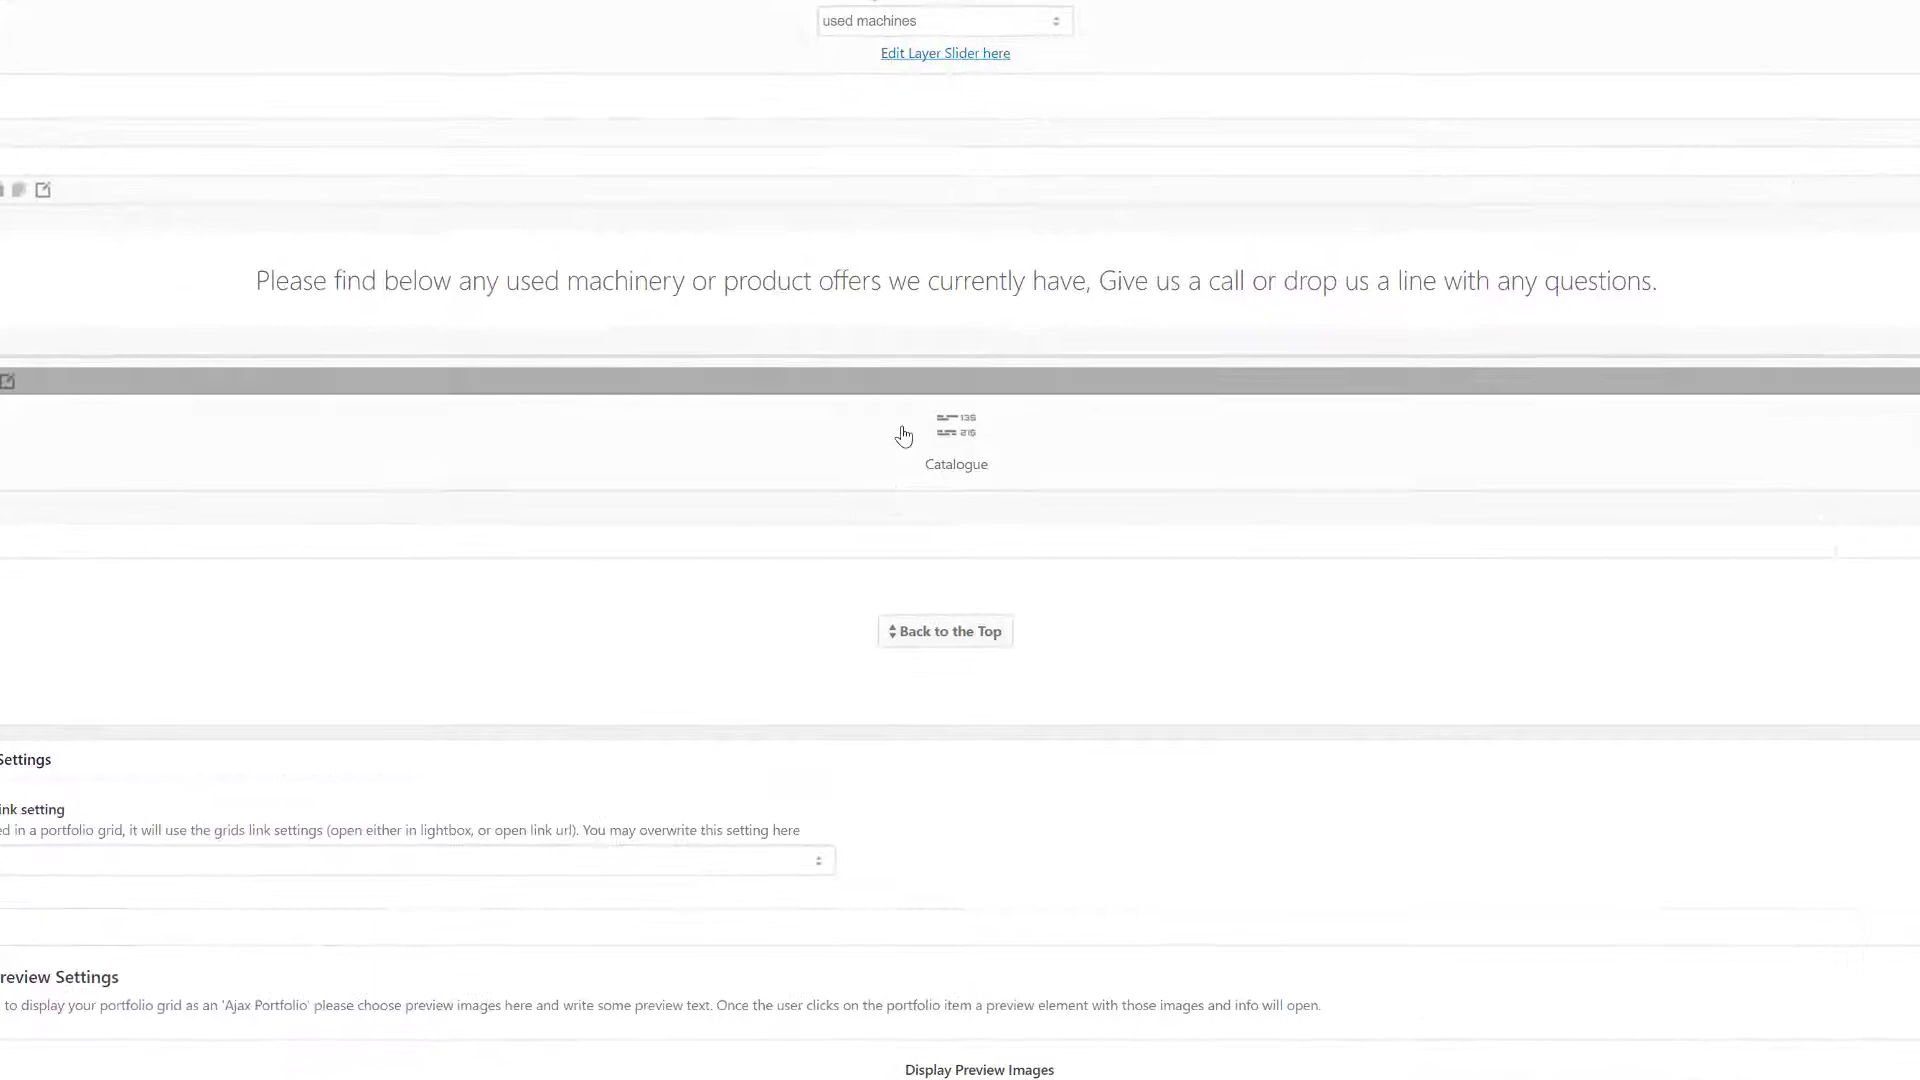 used machines
Edit Layer Slider here
Please find below any used machinery or product offers we currently have, Give us a call or drop us a line with any questions.
13$
21$
Catalogue
Back to the Top
Settings
ink setting
ed in a portfolio grid, it will use the grids link settings (open either in lightbox, or open link url). You may overwrite this setting here
review Settings
to display your portfolio grid as an 'Ajax Portfolio' please choose preview images here and write some preview text. Once the user clicks on the portfolio item a preview element with those images and info will open.
Display Preview Images